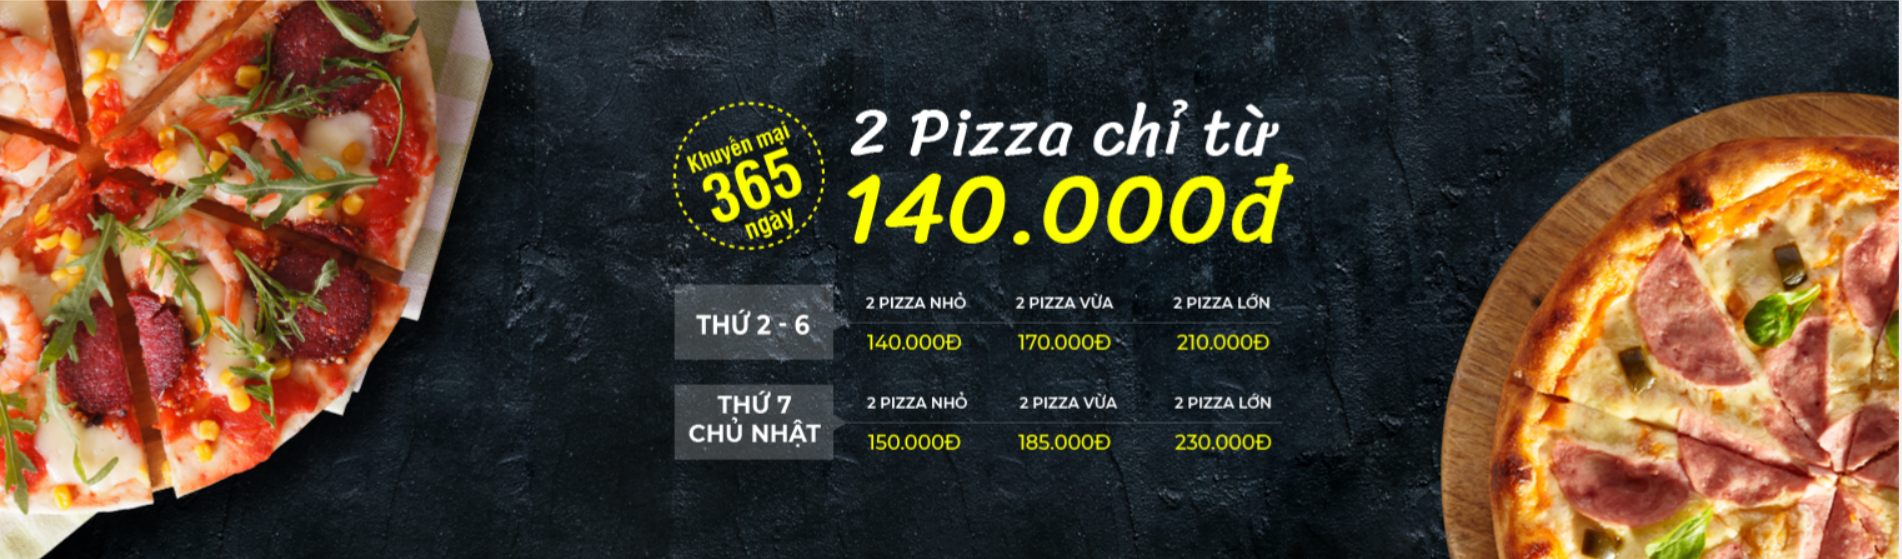 Khuyến mại
365
ngày
2 Pizza chỉ từ
140.000đ
THỨ 2 - 6
2 PIZZA NHỎ 2 PIZZA VỪA 2 PIZZA LỚN
140.000Đ 170.000Đ 210.000Đ
THỨ 7
CHỦ NHẬT
2 PIZZA NHỎ 2 PIZZA VỪA 2 PIZZA LỚN
150.000Đ 185.000Đ 230.000Đ